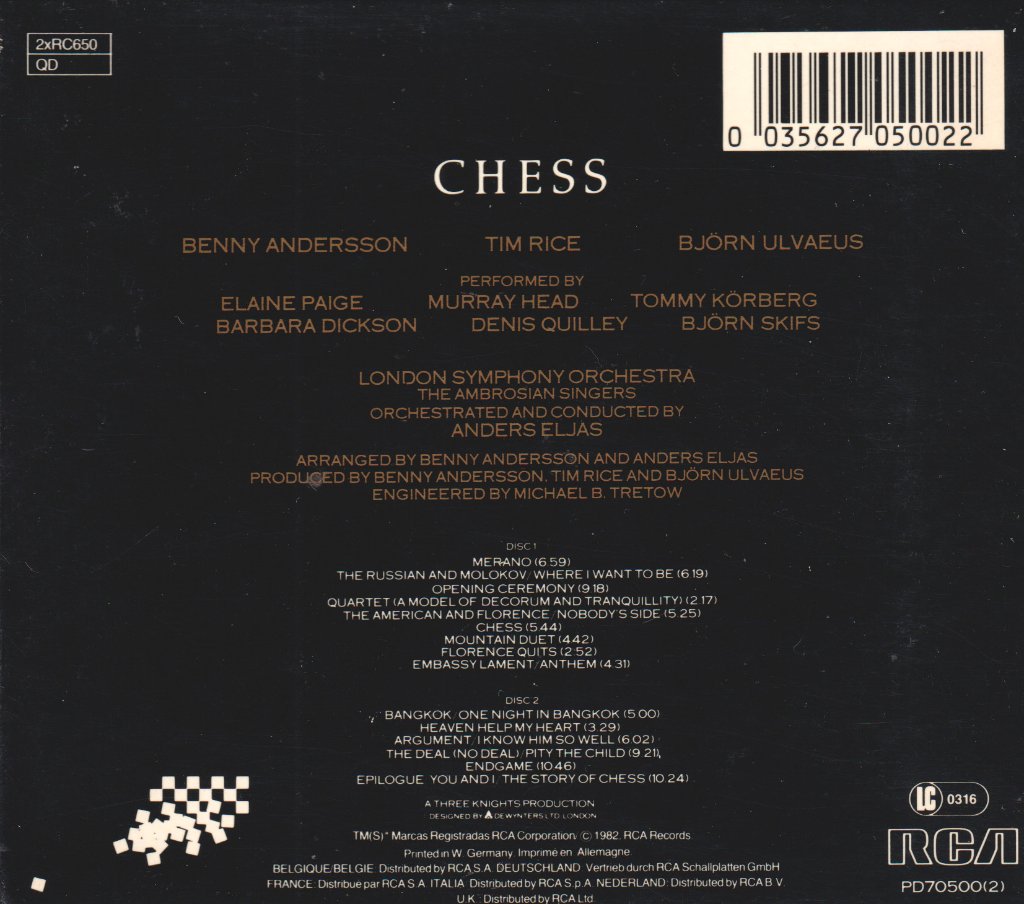 2xRC650
QD
0 035627 050022
CHESS
BENNY ANDERSSON TIM RICE BJÖRN ULVAEUS
PERFORMED BY
ELAINE PAIGE MURRAY HEAD TOMMY KÖRBERG
BARBARA DICKSON DENIS QUILLEY BJÖRN SKIFS
LONDON SYMPHONY ORCHESTRA
THE AMBROSIAN SINGERS
ORCHESTRATED AND CONDUCTED BY
ANDERS ELJAS
ARRANGED BY BENNY ANDERSSON AND ANDERS ELJAS
PRODUCED BY BENNY ANDERSSON, TIM RICE AND BJÖRN ULVAEUS
ENGINEERED BY MICHAEL B. TRETOW
DISC 1
MERANO (6.59)
THE RUSSIAN AND MOLOKOV/WHERE I WANT TO BE (6.19)
OPENING CEREMONY (9.18)
QUARTET (A MODEL OF DECORUM AND TRANQUILLITY) (2.17)
THE AMERICAN AND FLORENCE/NOBODY'S SIDE (5.25)
CHESS (5.44)
MOUNTAIN DUET (4.42)
FLORENCE QUITS (2:52)
EMBASSY LAMENT/ANTHEM (4.31)
DISC 2
BANGKOK/ONE NIGHT IN BANGKOK (5.00)
HEAVEN HELP MY HEART (3.29)
ARGUMENT/I KNOW HIM SO WELL (6.02)
THE DEAL (NO DEAL)/PITY THE CHILD (9.21)
ENDGAME (10.46)
EPILOGUE: YOU AND I/THE STORY OF CHESS (10.24)
A THREE KNIGHTS PRODUCTION
DESIGNED BY DEWYNTERS LTD. LONDON
TM(S)® Marcas Registradas RCA Corporation/© 1982, RCA Records
Printed in W. Germany. Imprimé en Allemagne
BELGIQUE/BELGIE: Distributed by RCA S.A. DEUTSCHLAND: Vertrieb durch RCA Schallplatten GmbH
FRANCE: Distribué par RCA S.A. ITALIA: Distributed by RCA S.p.A. NEDERLAND: Distributed by RCA B.V.
U.K.: Distributed by RCA Ltd.
LC 0316
RCA
PD70500(2)